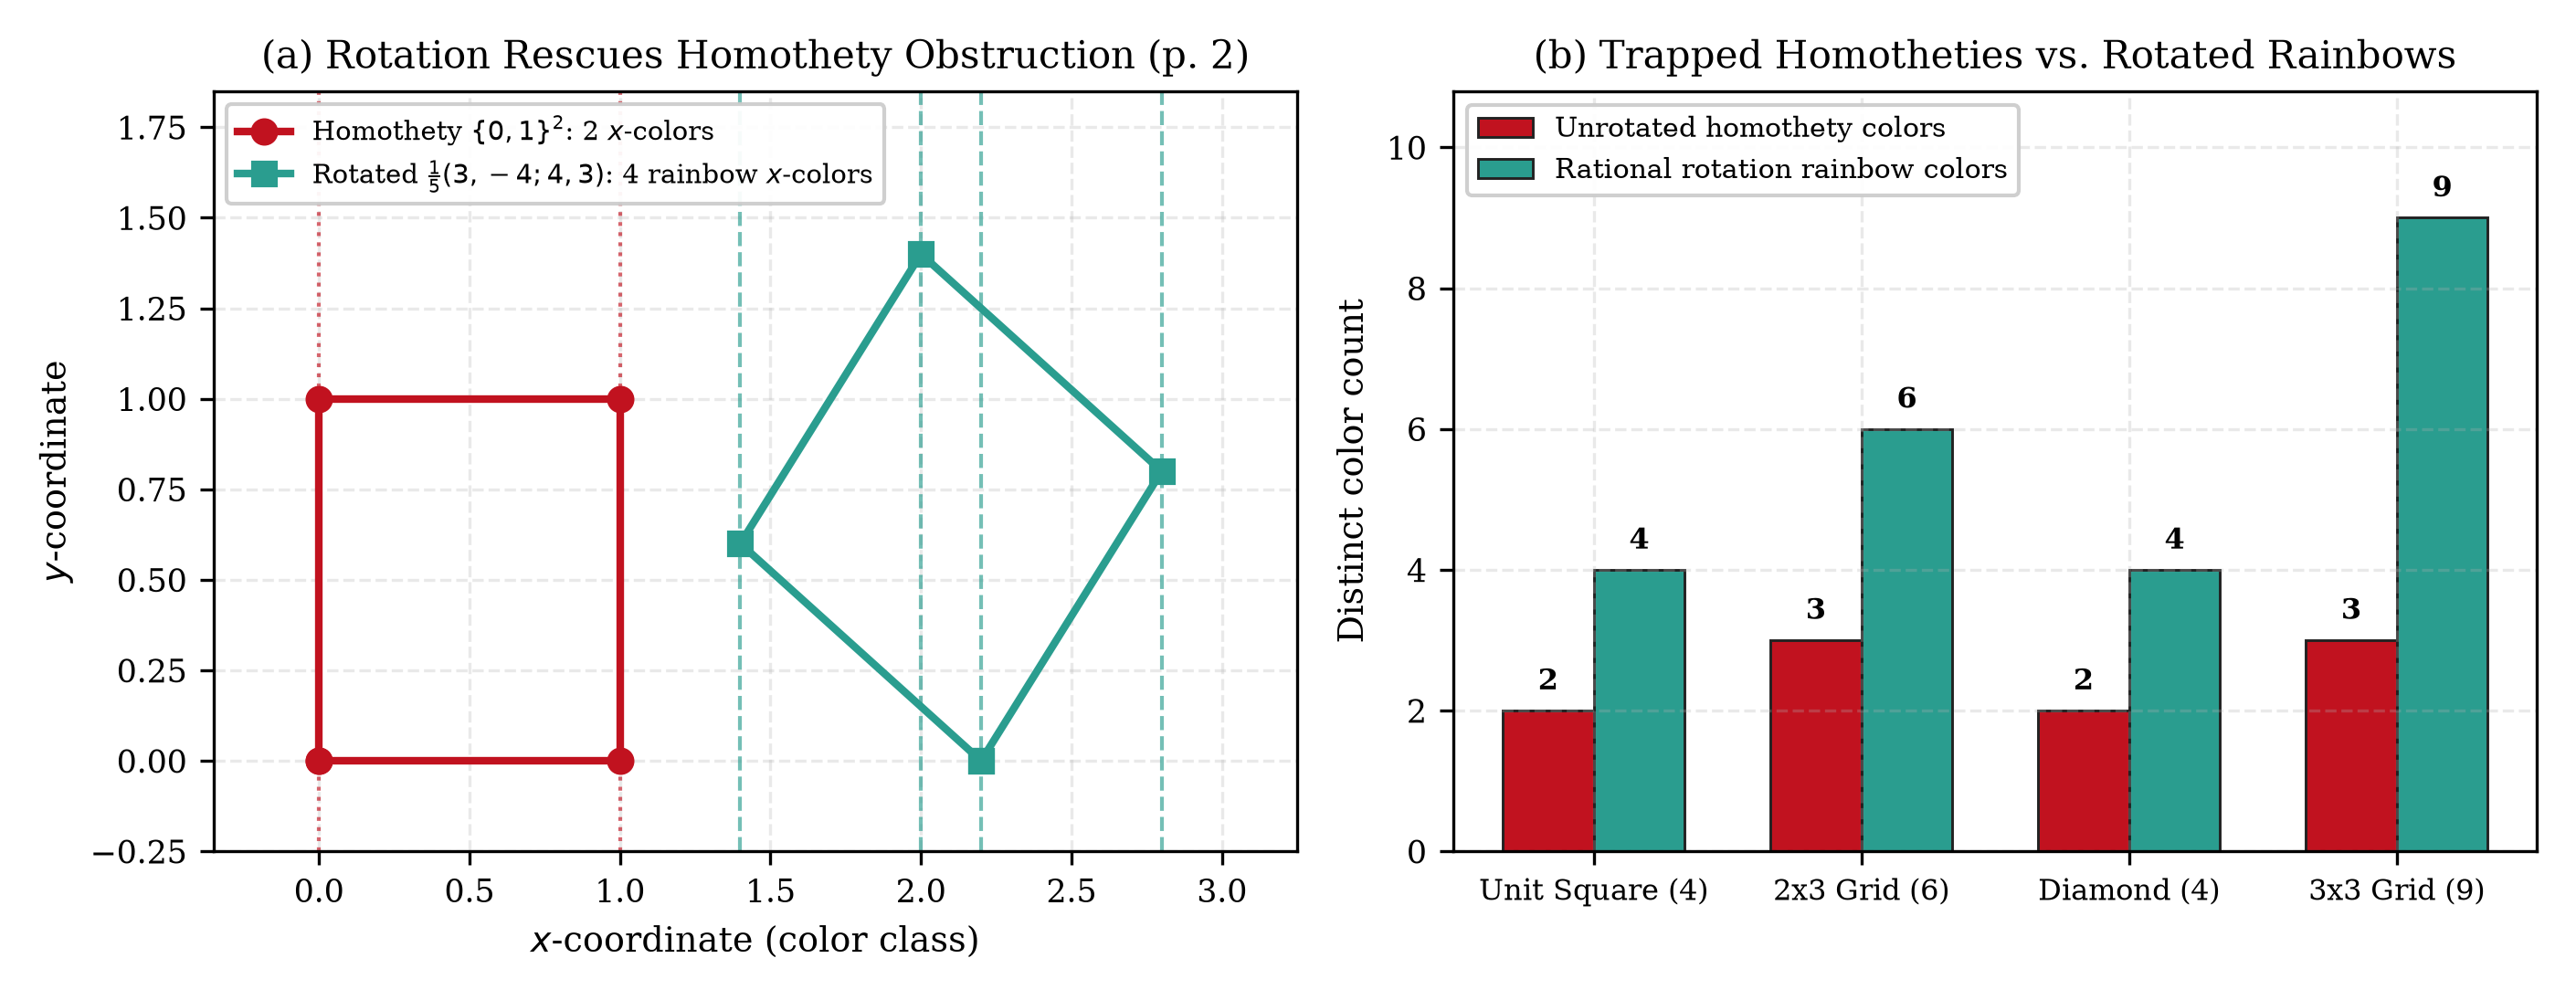 (a) Rotation Rescues Homothety Obstruction (p. 2)
Homothety {0, 1}²: 2 x-colors
Rotated 1/5(3, −4; 4, 3): 4 rainbow x-colors
1.75
1.50
1.25
1.00
0.75
0.50
0.25
0.00
−0.25
y-coordinate
0.0 0.5 1.0 1.5 2.0 2.5 3.0
x-coordinate (color class)
(b) Trapped Homotheties vs. Rotated Rainbows
Unrotated homothety colors
Rational rotation rainbow colors
10
8
6
4
2
0
Distinct color count
2 4 3 6 2 4 3 9
Unit Square (4) 2x3 Grid (6) Diamond (4) 3x3 Grid (9)